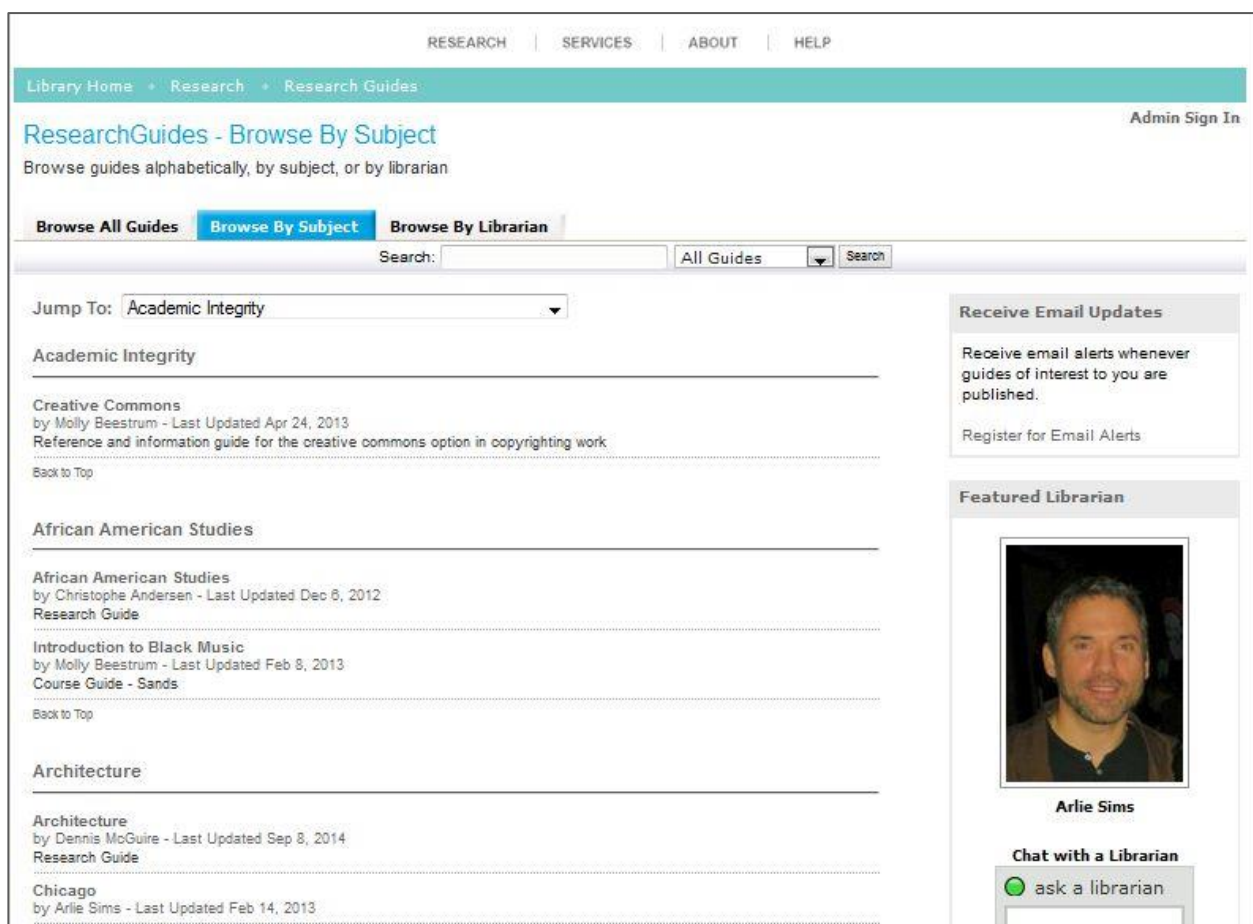 RESEARCH | SERVICES | ABOUT | HELP
Library Home • Research • Research Guides
Admin Sign In
ResearchGuides - Browse By Subject
Browse guides alphabetically, by subject, or by librarian
Browse All Guides Browse By Subject Browse By Librarian
Search: All Guides Search
Jump To: Academic Integrity
Academic Integrity
Creative Commons
by Molly Beestrum - Last Updated Apr 24, 2013
Reference and information guide for the creative commons option in copyrighting work
Back to Top
African American Studies
African American Studies
by Christophe Andersen - Last Updated Dec 6, 2012
Research Guide
Introduction to Black Music
by Molly Beestrum - Last Updated Feb 8, 2013
Course Guide - Sands
Back to Top
Architecture
Architecture
by Dennis McGuire - Last Updated Sep 8, 2014
Research Guide
Chicago
by Arlie Sims - Last Updated Feb 14, 2013
Receive Email Updates
Receive email alerts whenever
guides of interest to you are
published.
Register for Email Alerts
Featured Librarian
Arlie Sims
Chat with a Librarian
ask a librarian